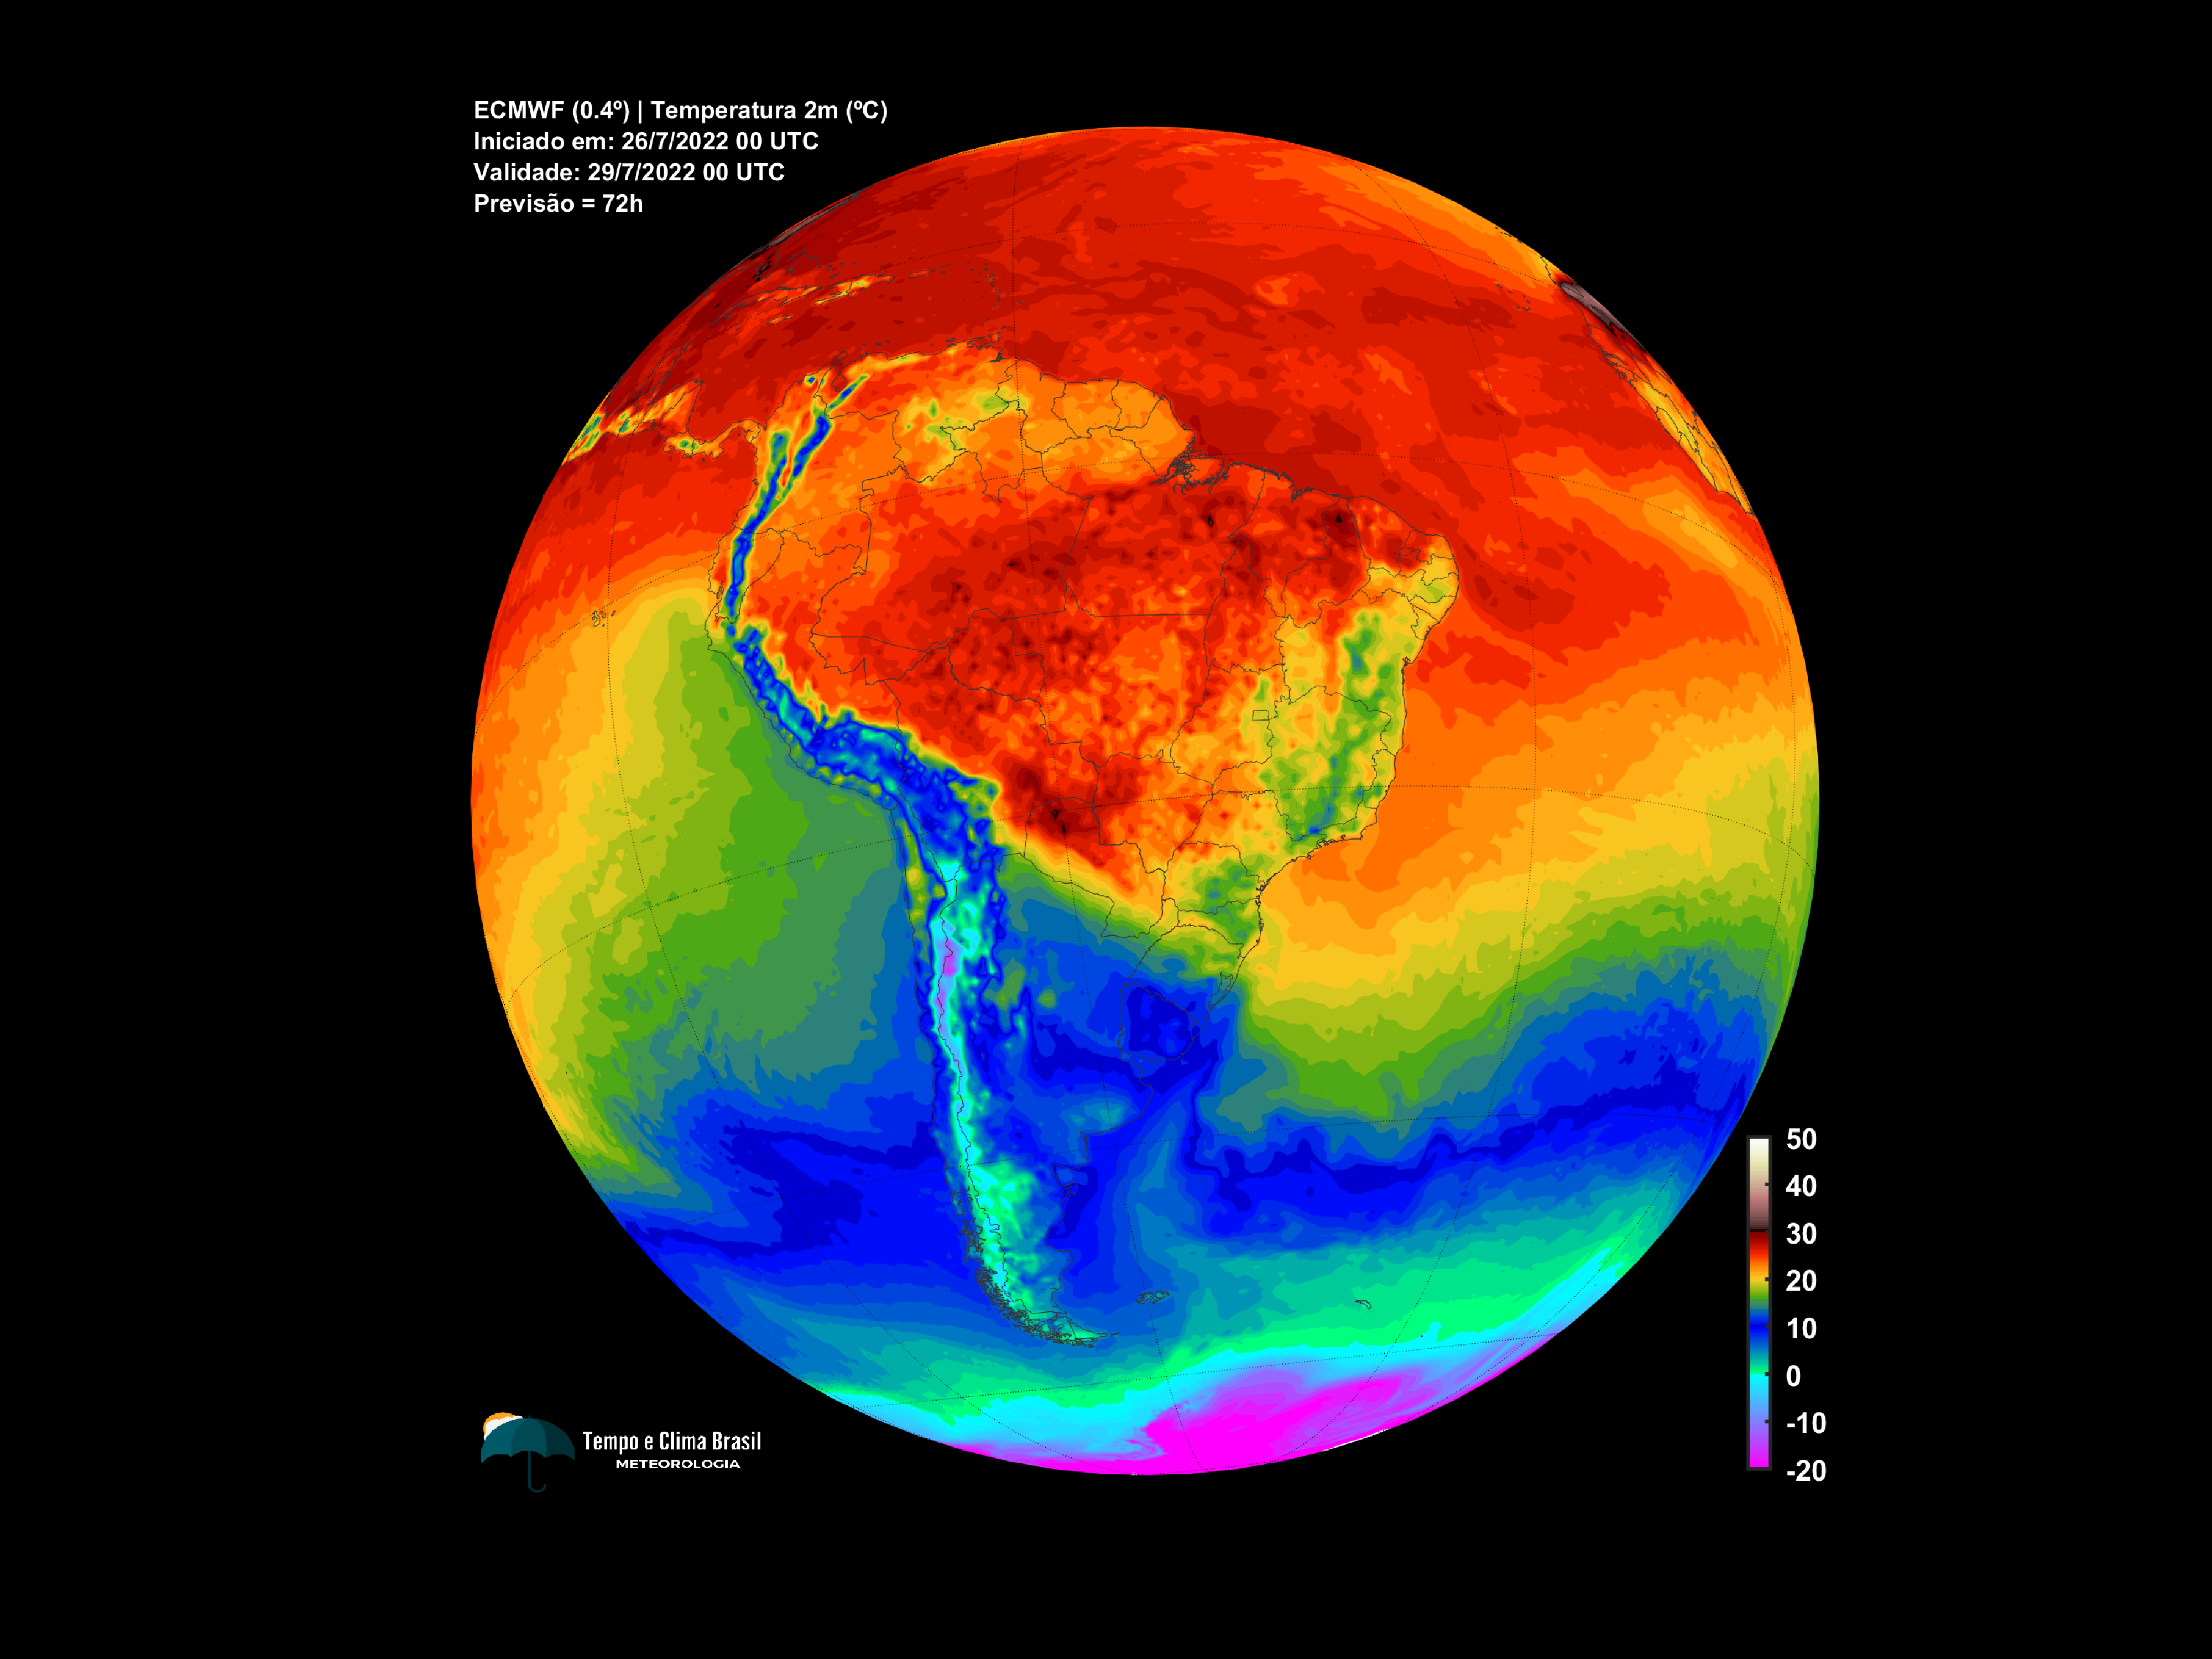 ECMWF (0.4º) | Temperatura 2m (ºC)
Iniciado em: 26/7/2022 00 UTC
Validade: 29/7/2022 00 UTC
Previsão = 72h
50
40
30
20
10
0
-10
-20
Tempo e Clima Brasil
METEOROLOGIA